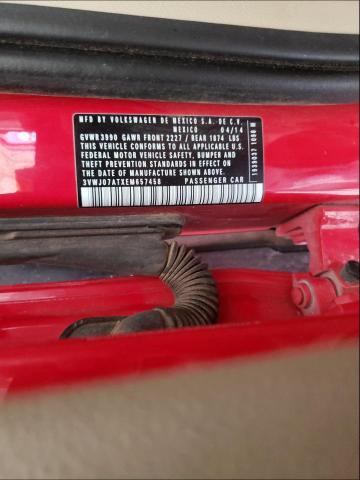 MFD BY VOLKSWAGEN DE MEXICO S.A. DE C.V.
MEXICO 04/14
GVWR 3990 GAWR FRONT 2227 / REAR 1874 LBS
THIS VEHICLE CONFORMS TO ALL APPLICABLE U.S.
FEDERAL MOTOR VEHICLE SAFETY, BUMPER AND
THEFT PREVENTION STANDARDS IN EFFECT ON
THE DATE OF MANUFACTURE SHOWN ABOVE
3VWJ07ATXEM657458 PASSENGER CAR